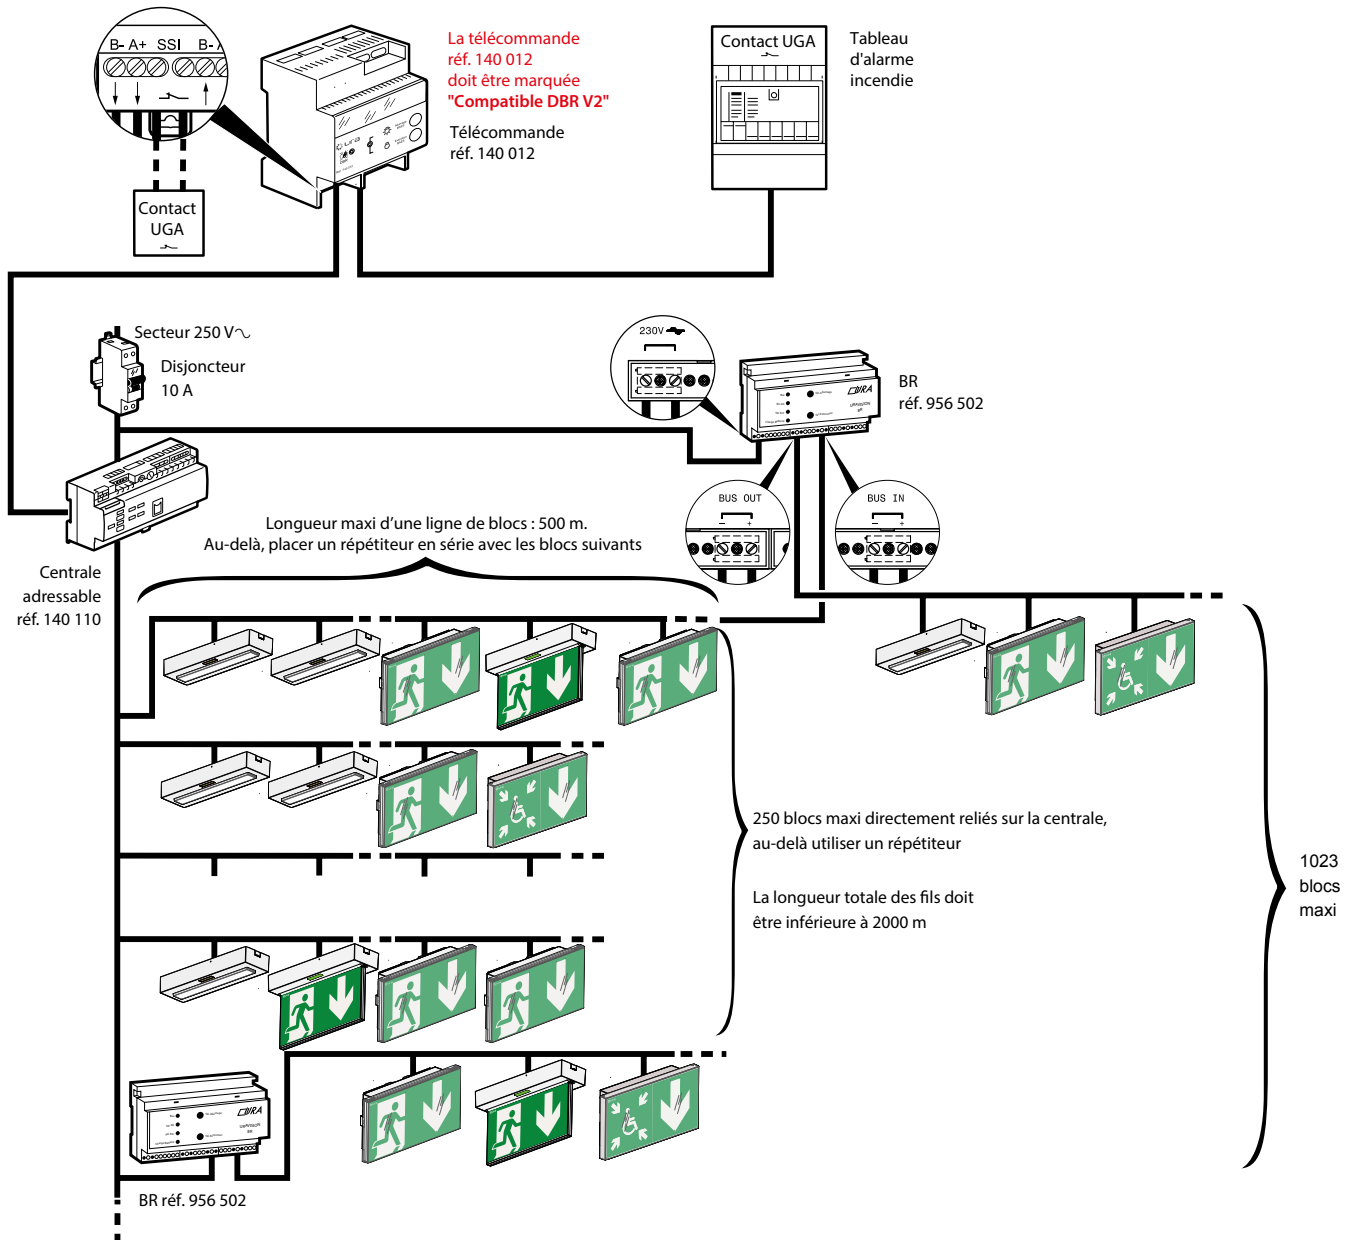 B- A+ SSI B-
La télécommande
réf. 140 012
doit être marquée
"Compatible DBR V2"
Télécommande
réf. 140 012
Contact UGA
Tableau
d'alarme
incendie
Contact
UGA
Secteur 250 V
Disjoncteur
10 A
230V
BR
réf. 956 502
URA
BUS OUT
- +
BUS IN
- +
Longueur maxi d’une ligne de blocs : 500 m.
Au-delà, placer un répétiteur en série avec les blocs suivants
Centrale
adressable
réf. 140 110
250 blocs maxi directement reliés sur la centrale,
au-delà utiliser un répétiteur
La longueur totale des fils doit
être inférieure à 2000 m
1023
blocs
maxi
URA
BR réf. 956 502